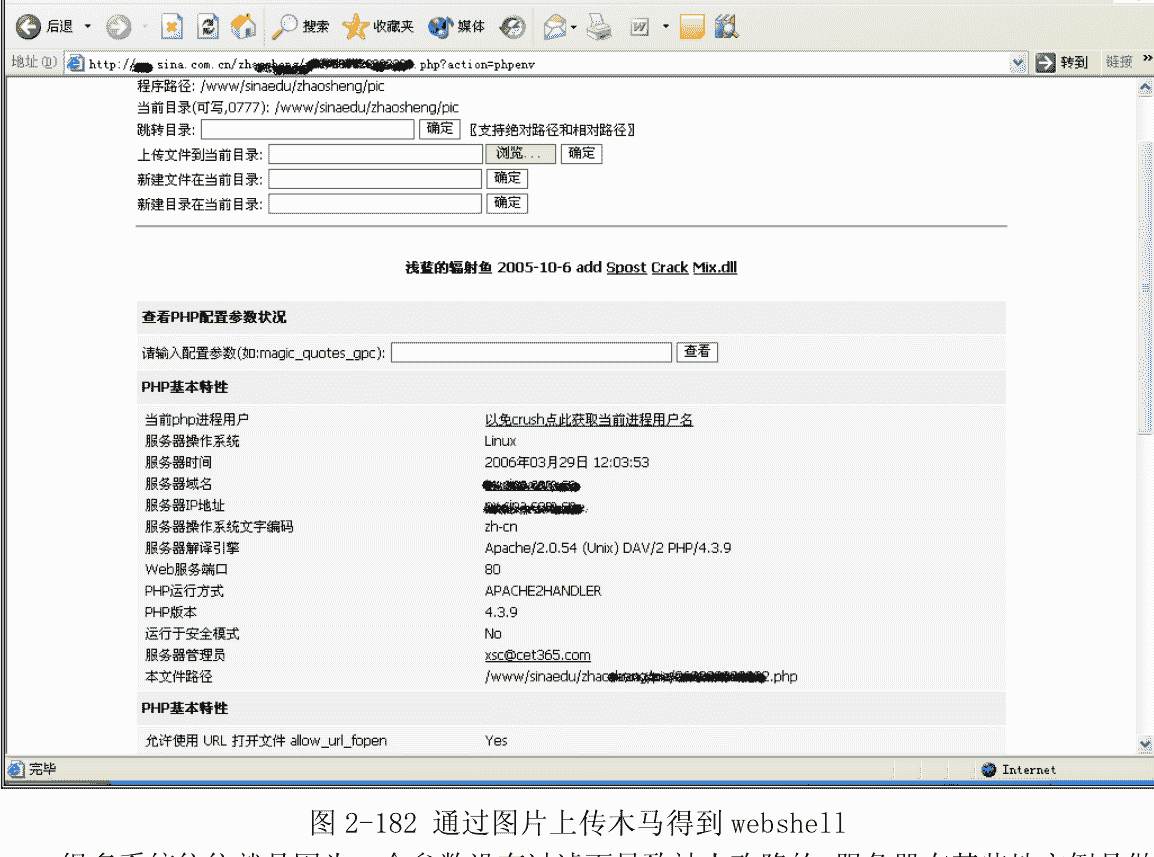 后退 搜索 收藏夹 媒体
地址(D) http:// sina.com.cn/zha .php?action=phpenv 转到 链接 »
程序路径: /www/sinaedu/zhaosheng/pic
当前目录(可写,0777): /www/sinaedu/zhaosheng/pic
跳转目录: 确定 〖支持绝对路径和相对路径〗
上传文件到当前目录: 浏览... 确定
新建文件在当前目录: 确定
新建目录在当前目录: 确定
浅蓝的辐射鱼 2005-10-6 add Spost Crack Mix.dll
查看PHP配置参数状况
请输入配置参数(如:magic_quotes_gpc): 查看
PHP基本特性
当前php进程用户 以免crush点此获取当前进程用户名
服务器操作系统 Linux
服务器时间 2006年03月29日 12:03:53
服务器域名
服务器IP地址
服务器操作系统文字编码 zh-cn
服务器解译引擎 Apache/2.0.54 (Unix) DAV/2 PHP/4.3.9
Web服务端口 80
PHP运行方式 APACHE2HANDLER
PHP版本 4.3.9
运行于安全模式 No
服务器管理员 xsc@cet365.com
本文件路径 /www/sinaedu/zhao 2.php
PHP基本特性
允许使用 URL 打开文件 allow_url_fopen Yes
完毕 Internet
图 2-182 通过图片上传木马得到 webshell